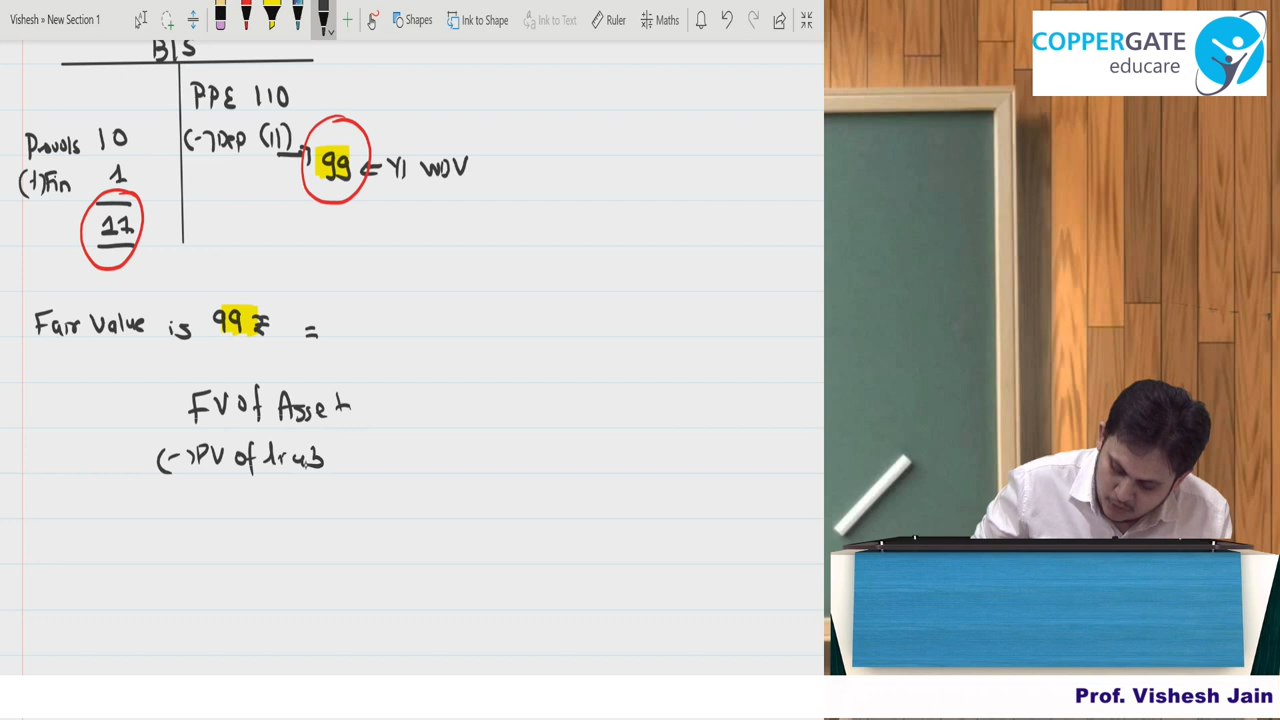 Vishesh » New Section 1
Shapes
Ink to Shape
Ink to Text
Ruler
Maths
COPPERGATE
educare
B/S
PPE 110
(-)Dep (11)
99 ← Y1 WDV
10
(+)Fin 1
11
Fair Value is 99 ₹ =
FV of Asset
(-)PV of
Prof. Vishesh Jain